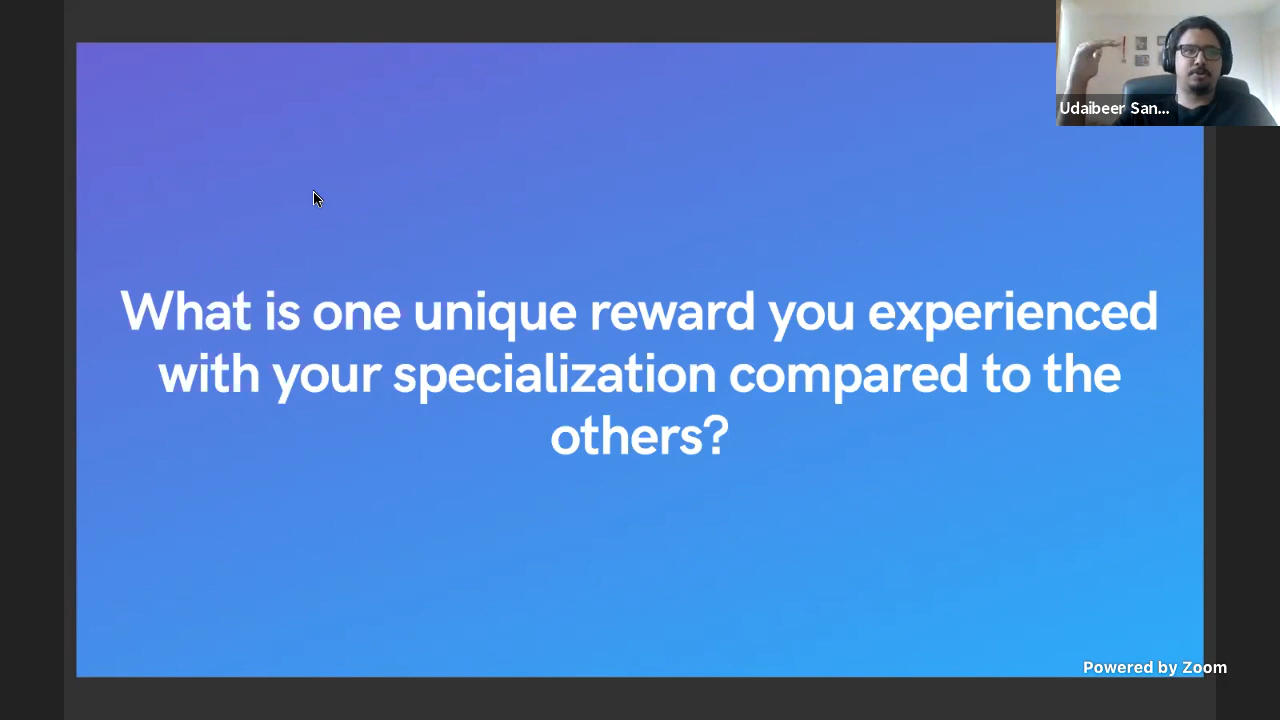 Udaibeer San...
What is one unique reward you experienced
with your specialization compared to the
others?
Powered by Zoom